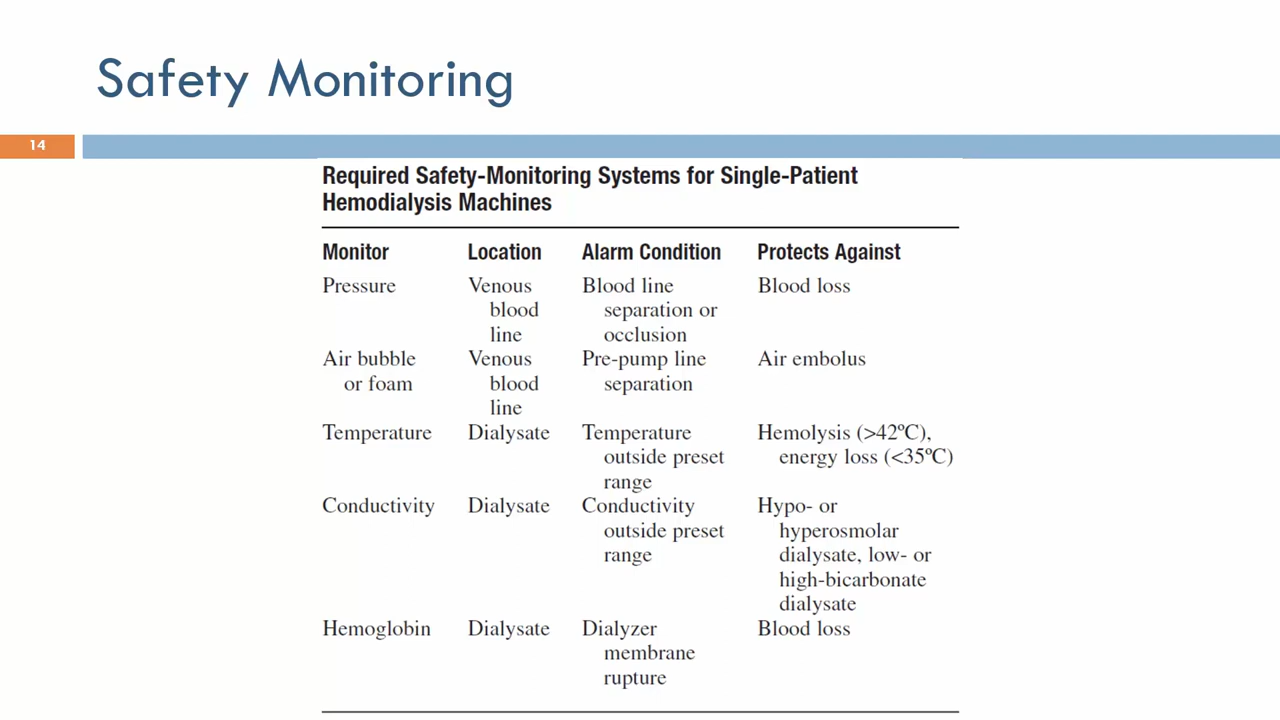 Safety Monitoring
14
Required Safety-Monitoring Systems for Single-Patient
Hemodialysis Machines
Monitor Location Alarm Condition Protects Against
Pressure Venous Blood line Blood loss
blood separation or
line occlusion
Air bubble Venous Pre-pump line Air embolus
or foam blood separation
line
Temperature Dialysate Temperature Hemolysis (>42ºC),
outside preset energy loss (<35ºC)
range
Conductivity Dialysate Conductivity Hypo- or
outside preset hyperosmolar
range dialysate, low- or
high-bicarbonate
dialysate
Hemoglobin Dialysate Dialyzer Blood loss
membrane
rupture